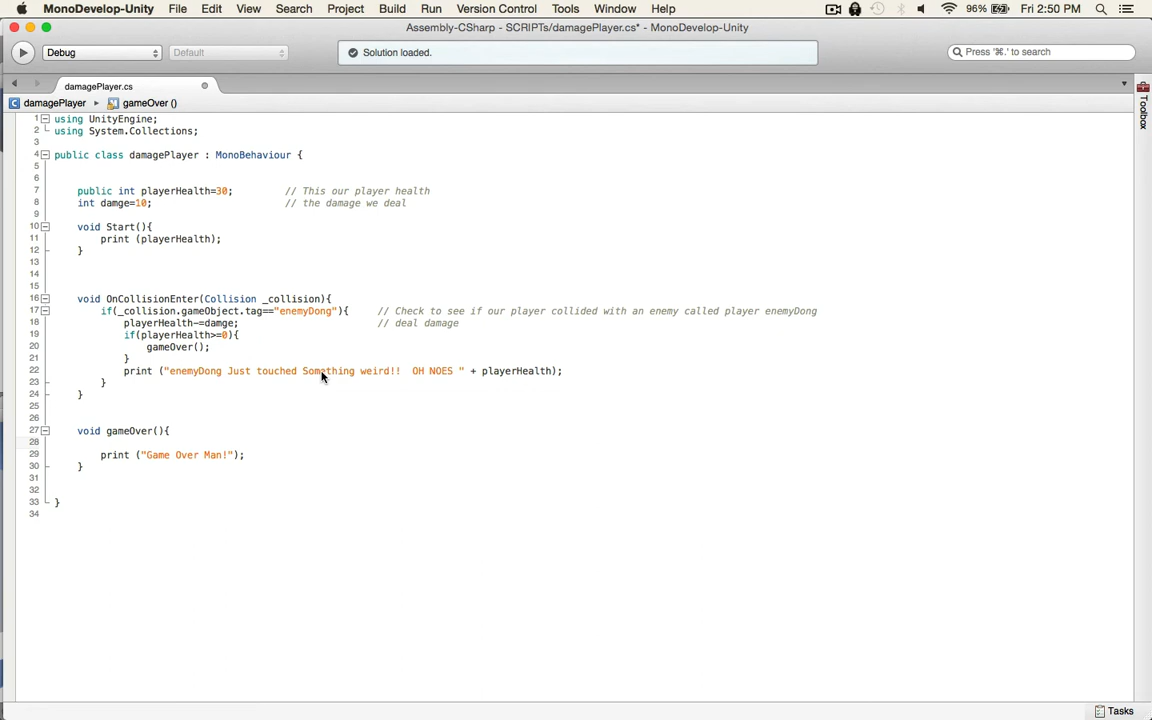 MonoDevelop-Unity File Edit View Search Project Build Run Version Control Tools Window Help 96% Fri 2:50 PM
Assembly-CSharp - SCRIPTs/damagePlayer.cs* - MonoDevelop-Unity
Debug Default Solution loaded. Press '⌘.' to search
damagePlayer.cs
damagePlayer gameOver ()
Toolbox
1 using UnityEngine;
2 using System.Collections;
3
4 public class damagePlayer : MonoBehaviour {
5
6
7 public int playerHealth=30; // This our player health
8 int damge=10; // the damage we deal
9
10 void Start(){
11 print (playerHealth);
12 }
13
14
15
16 void OnCollisionEnter(Collision _collision){
17 if(_collision.gameObject.tag=="enemyDong"){ // Check to see if our player collided with an enemy called player enemyDong
18 playerHealth-=damge; // deal damage
19 if(playerHealth>=0){
20 gameOver();
21 }
22 print ("enemyDong Just touched Something weird!! OH NOES " + playerHealth);
23 }
24 }
25
26
27 void gameOver(){
28
29 print ("Game Over Man!");
30 }
31
32
33 }
34
Tasks